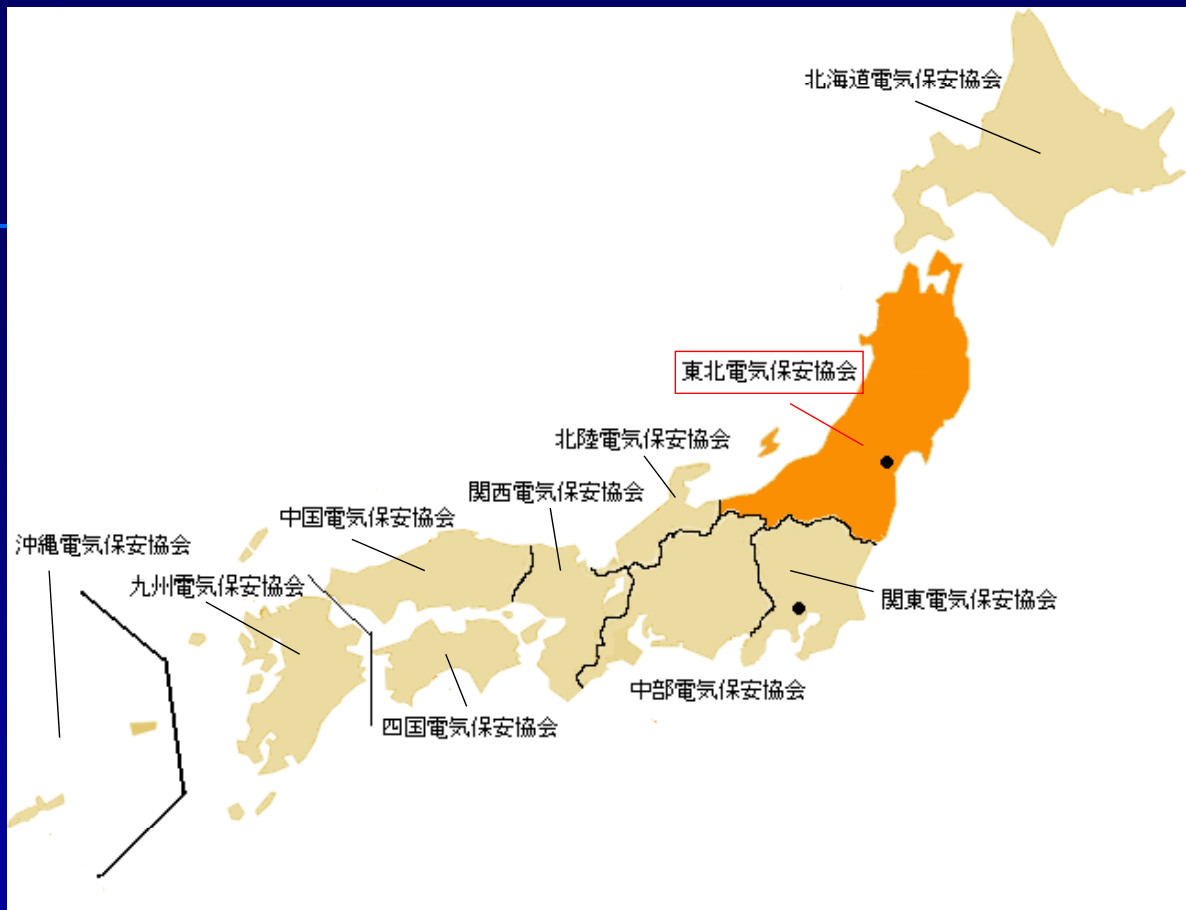 北海道電気保安協会
東北電気保安協会
北陸電気保安協会
関西電気保安協会
中国電気保安協会
沖縄電気保安協会
九州電気保安協会
関東電気保安協会
中部電気保安協会
四国電気保安協会